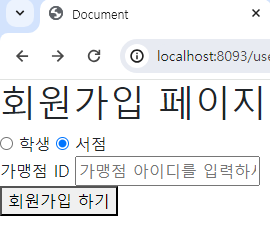 Document
localhost:8093/use
회원가입 페이지
학생 서점
가맹점 ID 가맹점 아이디를 입력하
회원가입 하기